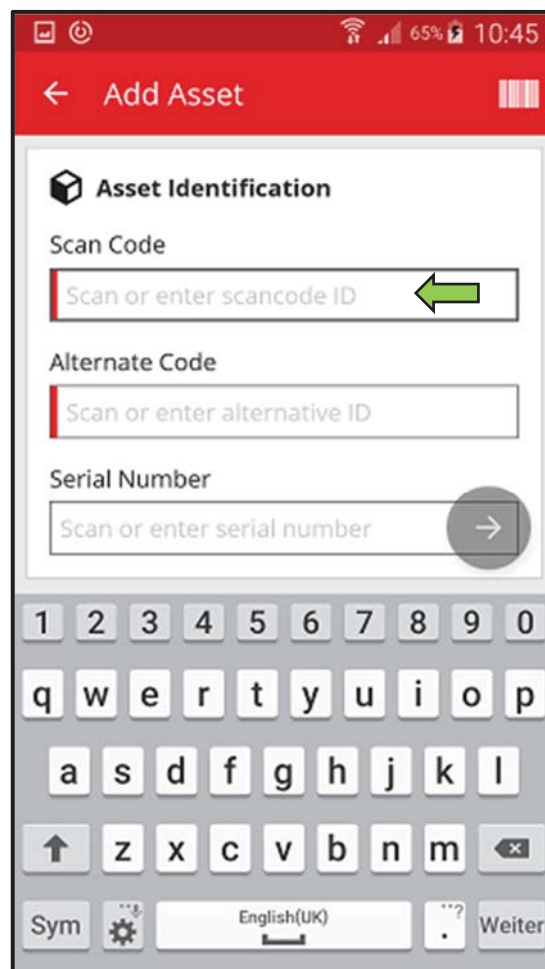 65% 10:45
Add Asset
Asset Identification
Scan Code
Scan or enter scancode ID
Alternate Code
Scan or enter alternative ID
Serial Number
Scan or enter serial number
1 2 3 4 5 6 7 8 9 0
q w e r t y u i o p
a s d f g h j k l
z x c v b n m
Sym English(UK) . ...? Weiter